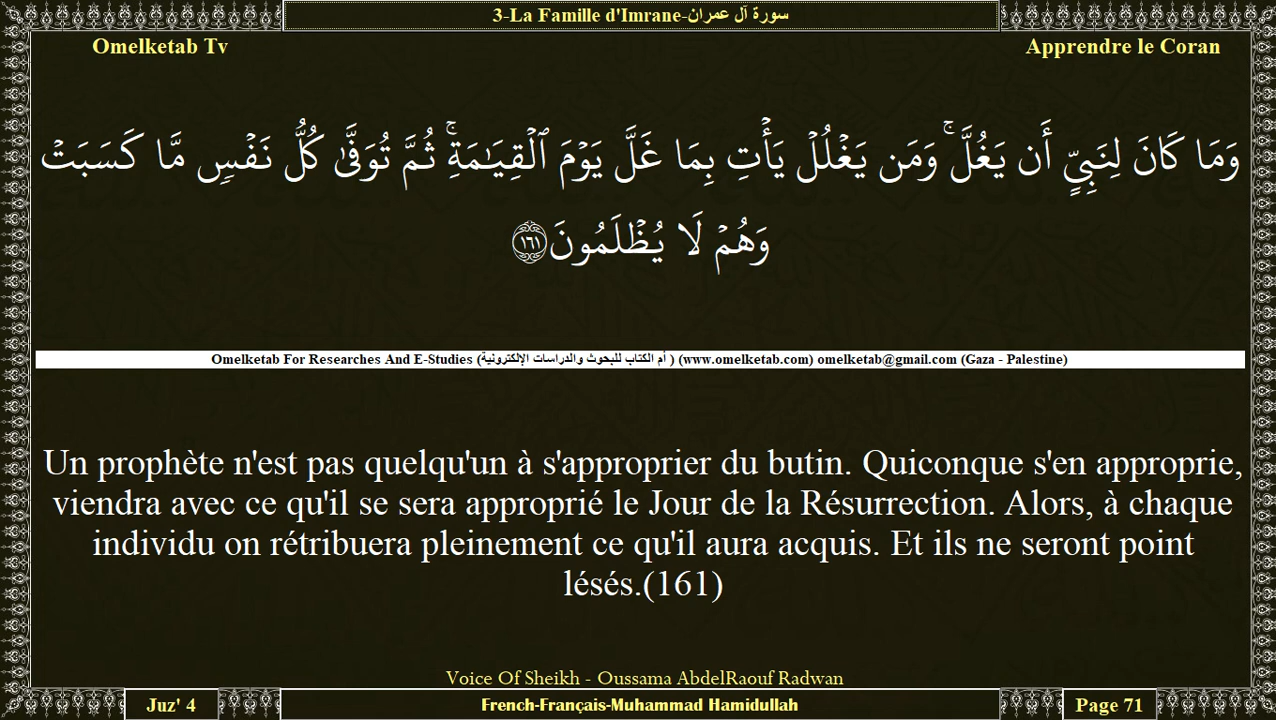 3-La Famille d'Imrane-سورة آل عمران
Omelketab Tv
Apprendre le Coran
وَمَا كَانَ لِنَبِيٍّ أَن يَغُلَّ ۚ وَمَن يَغۡلُلۡ يَأۡتِ بِمَا غَلَّ يَوۡمَ ٱلۡقِيَٰمَةِ ۚ ثُمَّ تُوَفَّىٰ كُلُّ نَفۡسٖ مَّا كَسَبَتۡ
وَهُمۡ لَا يُظۡلَمُونَ ١٦١
Omelketab For Researches And E-Studies (أم الكتاب للبحوث والدراسات الإلكترونية ) (www.omelketab.com) omelketab@gmail.com (Gaza - Palestine)
Un prophète n'est pas quelqu'un à s'approprier du butin. Quiconque s'en approprie,
viendra avec ce qu'il se sera approprié le Jour de la Résurrection. Alors, à chaque
individu on rétribuera pleinement ce qu'il aura acquis. Et ils ne seront point
lésés.(161)
Voice Of Sheikh - Oussama AbdelRaouf Radwan
Juz' 4
French-Français-Muhammad Hamidullah
Page 71